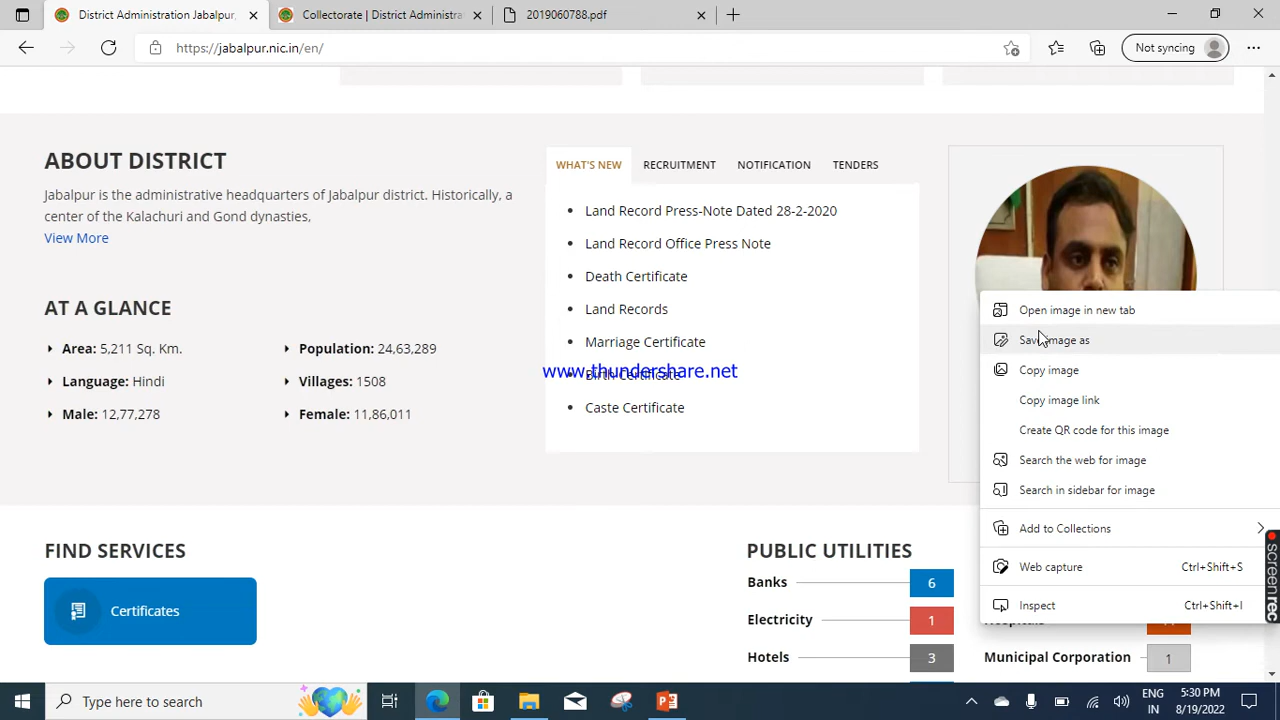 District Administration Jabalpur,
Collectorate | District Administra
2019060788.pdf
https://jabalpur.nic.in/en/
Not syncing
ABOUT DISTRICT
Jabalpur is the administrative headquarters of Jabalpur district. Historically, a
center of the Kalachuri and Gond dynasties,
View More
AT A GLANCE
Area: 5,211 Sq. Km.
Population: 24,63,289
Language: Hindi
Villages: 1508
Male: 12,77,278
Female: 11,86,011
WHAT'S NEW
RECRUITMENT
NOTIFICATION
TENDERS
Land Record Press-Note Dated 28-2-2020
Land Record Office Press Note
Death Certificate
Land Records
Marriage Certificate
www.thundershare.net
Birth Certificate
Caste Certificate
Open image in new tab
Save image as
Copy image
Copy image link
Create QR code for this image
Search the web for image
Search in sidebar for image
Add to Collections
Web capture Ctrl+Shift+S
Inspect Ctrl+Shift+I
FIND SERVICES
Certificates
PUBLIC UTILITIES
Banks 6
Electricity 1
Hotels 3
Municipal Corporation 1
screenrec
Type here to search
ENG
IN
5:30 PM
8/19/2022